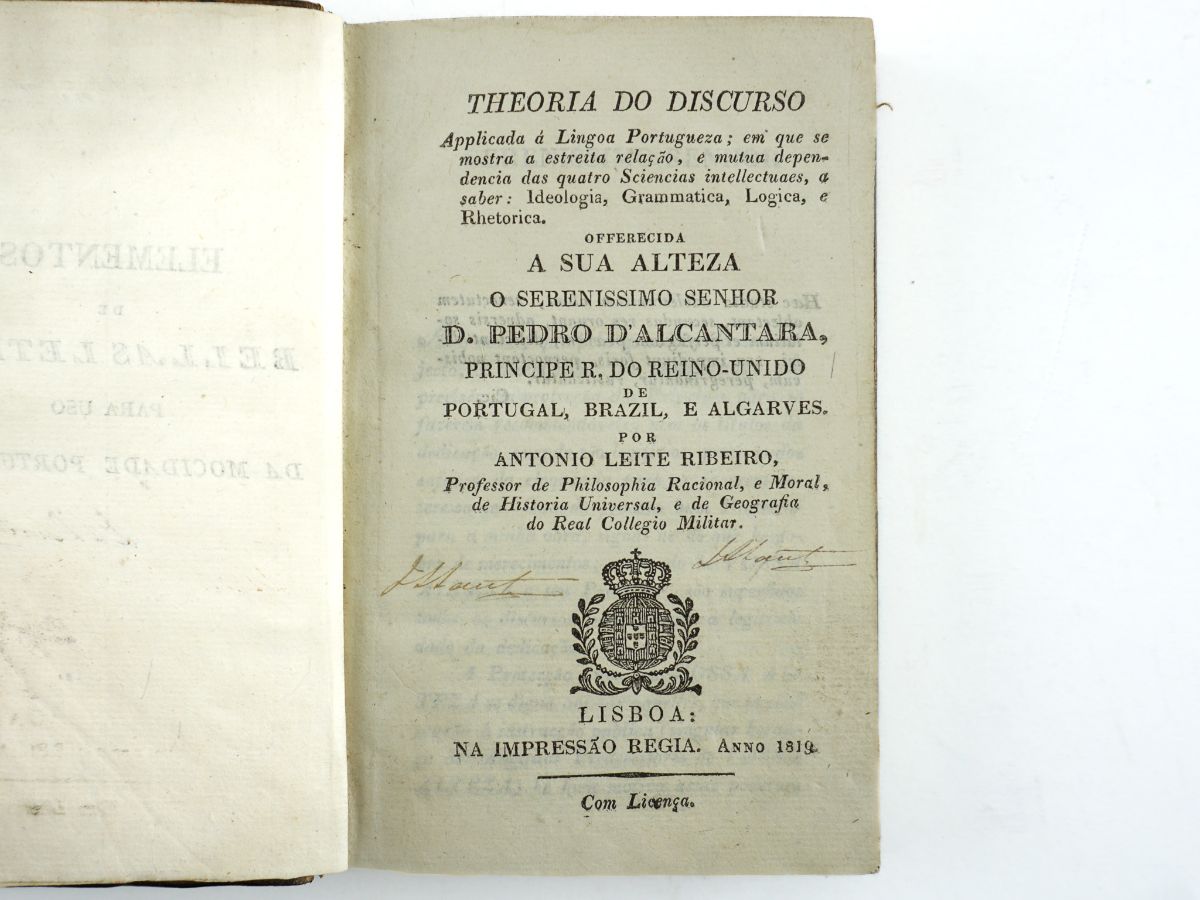 THEORIA DO DISCURSO
Applicada á Lingoa Portugueza; em que se
mostra a estreita relação, e mutua depen-
dencia das quatro Sciencias intellectuaes, a
saber: Ideologia, Grammatica, Logica, e
Rhetorica.
OFFERECIDA
A SUA ALTEZA
O SERENISSIMO SENHOR
D. PEDRO D'ALCANTARA,
PRINCIPE R. DO REINO-UNIDO
DE
PORTUGAL, BRAZIL, E ALGARVES.
POR
ANTONIO LEITE RIBEIRO,
Professor de Philosophia Racional, e Moral,
de Historia Universal, e de Geografia
do Real Collegio Militar.
LISBOA:
NA IMPRESSÃO REGIA. ANNO 1819.
Com Licença.